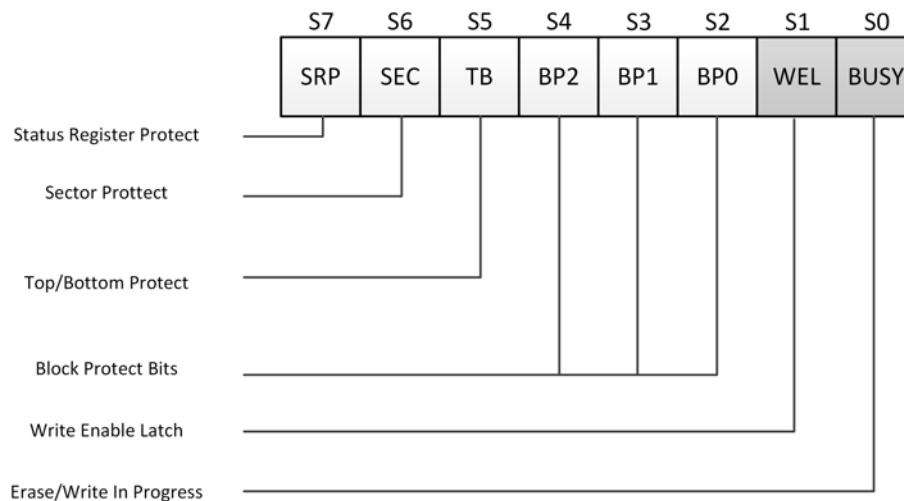 S7 S6 S5 S4 S3 S2 S1 S0
SRP SEC TB BP2 BP1 BP0 WEL BUSY
Status Register Protect
Sector Prottect
Top/Bottom Protect
Block Protect Bits
Write Enable Latch
Erase/Write In Progress